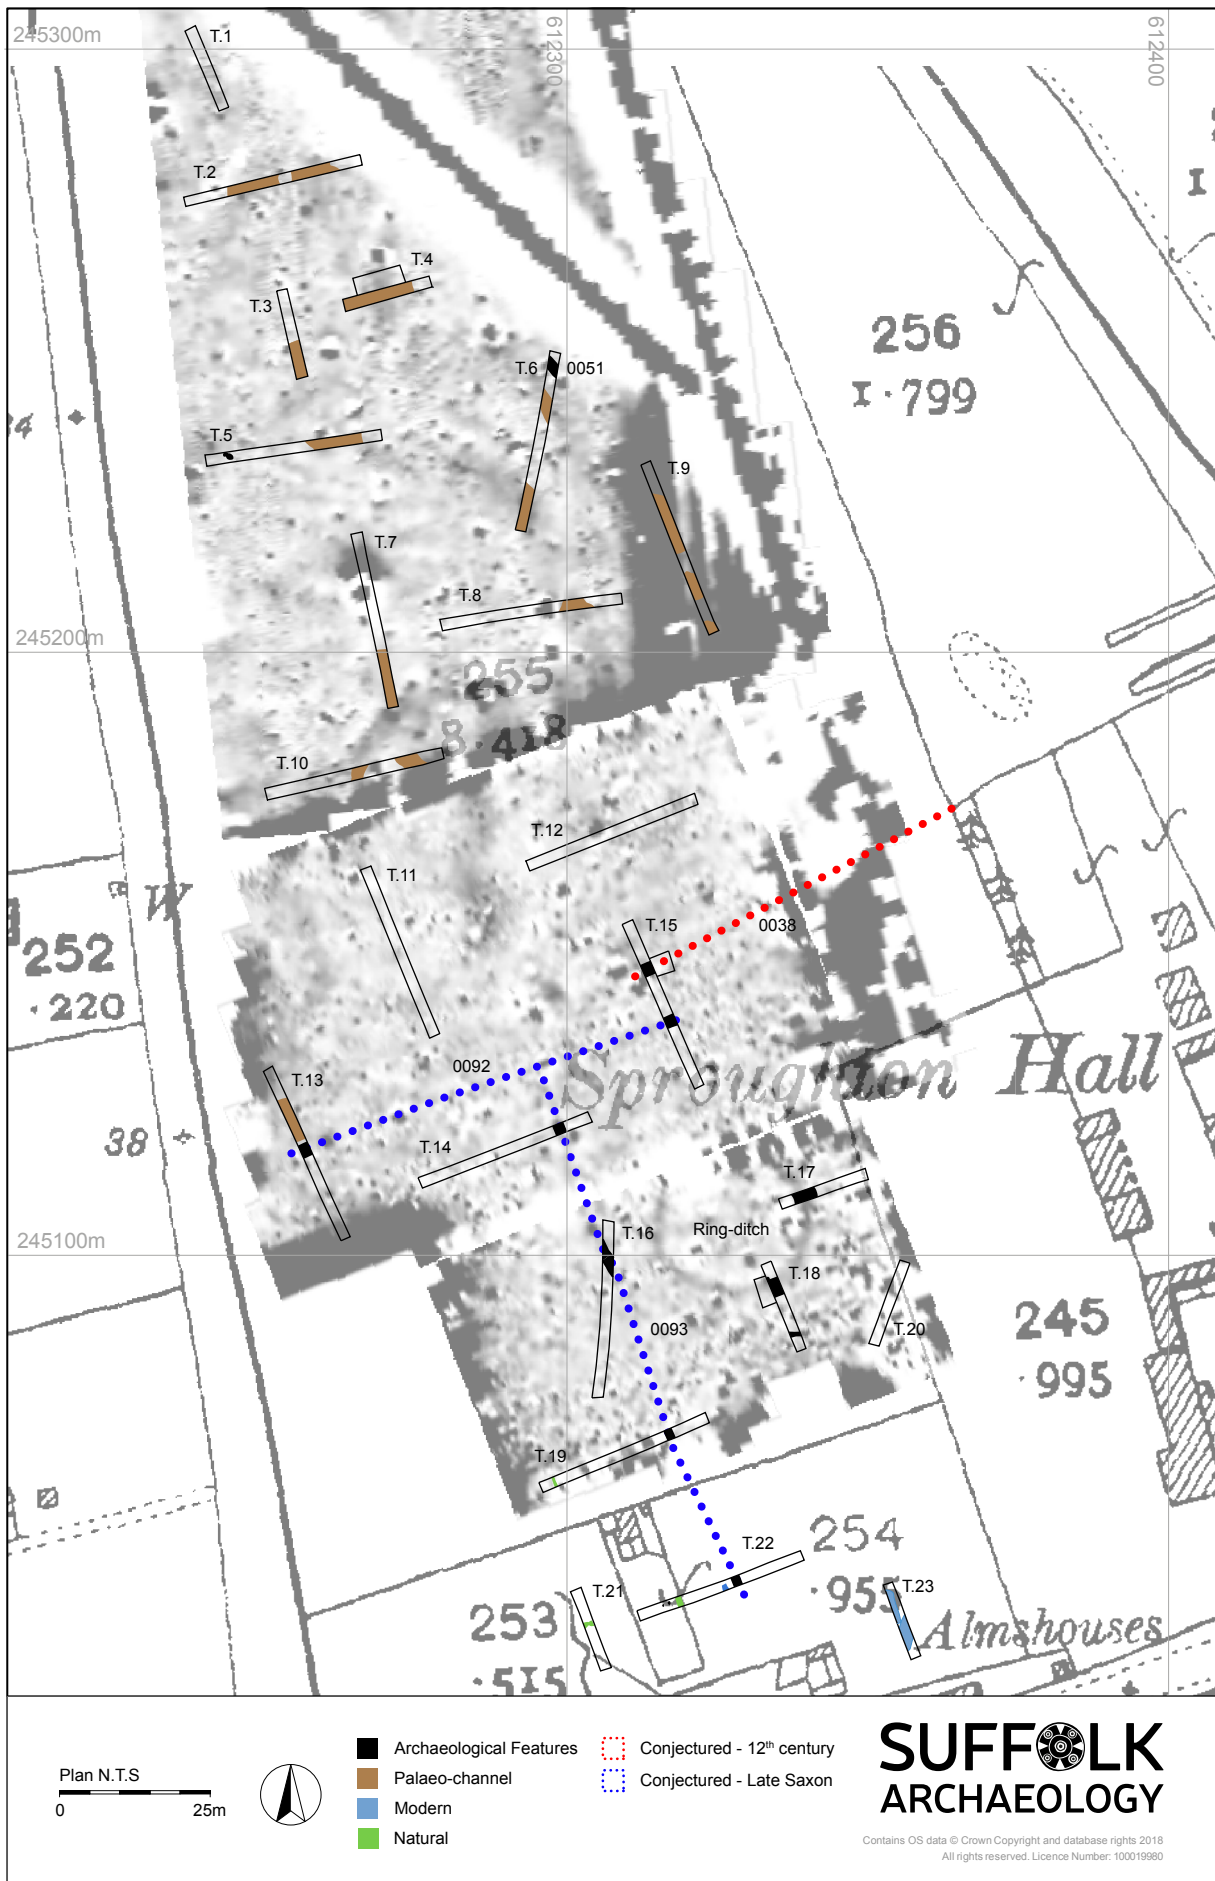 245300m
612300
612400
T.1
T.2
T.4
T.3
256
1·799
T.6
0051
T.5
T.9
T.7
T.8
245200m
255
8·418
T.10
T.12
T.11
W
252
·220
T.15
0038
0092
Sproughton Hall
T.13
38
T.14
T.17
245100m
T.16
Ring-ditch
T.18
0093
T.20
245
·995
T.19
T.22
254
·955
T.21
T.23
253
·515
Almshouses
Plan N.T.S
0 25m
Archaeological Features
Palaeo-channel
Modern
Natural
Conjectured - 12th century
Conjectured - Late Saxon
SUFFOLK
ARCHAEOLOGY
Contains OS data © Crown Copyright and database rights 2018
All rights reserved. Licence Number: 100019980